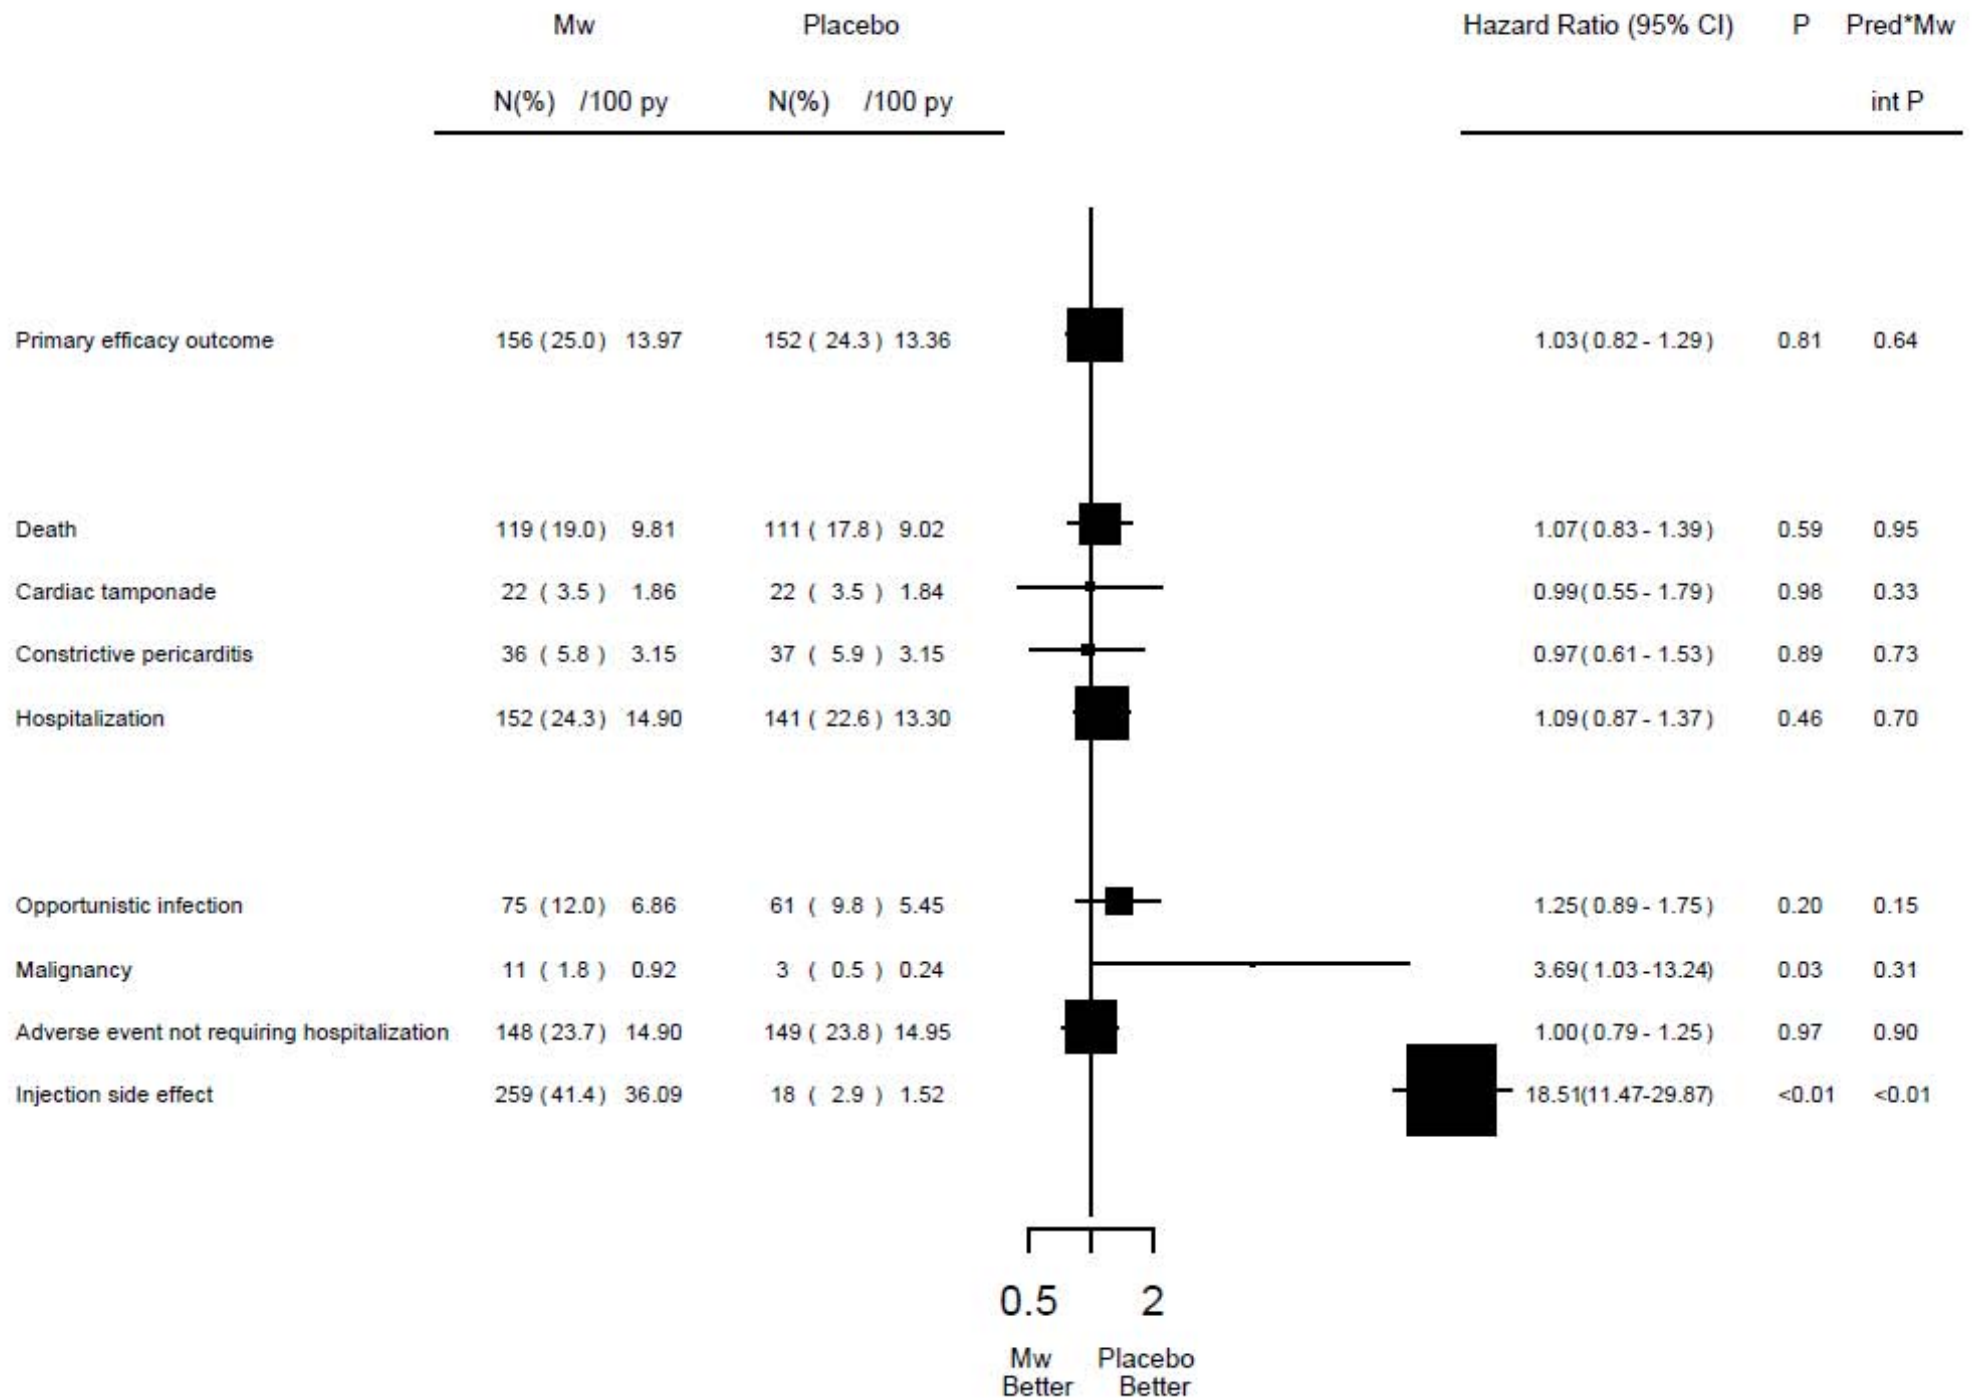 Mw Placebo Hazard Ratio (95% CI) P Pred*Mw
N(%) /100 py N(%) /100 py int P
Primary efficacy outcome 156 (25.0) 13.97 152 ( 24.3 ) 13.36 1.03( 0.82 - 1.29 ) 0.81 0.64
Death 119 ( 19.0 ) 9.81 111 ( 17.8 ) 9.02 1.07( 0.83 - 1.39 ) 0.59 0.95
Cardiac tamponade 22 ( 3.5 ) 1.86 22 ( 3.5 ) 1.84 0.99( 0.55 - 1.79 ) 0.98 0.33
Constrictive pericarditis 36 ( 5.8 ) 3.15 37 ( 5.9 ) 3.15 0.97( 0.61 - 1.53 ) 0.89 0.73
Hospitalization 152 ( 24.3 ) 14.90 141 ( 22.6 ) 13.30 1.09( 0.87 - 1.37 ) 0.46 0.70
Opportunistic infection 75 (12.0) 6.86 61 ( 9.8 ) 5.45 1.25( 0.89 - 1.75 ) 0.20 0.15
Malignancy 11 ( 1.8 ) 0.92 3 ( 0.5 ) 0.24 3.69( 1.03 -13.24) 0.03 0.31
Adverse event not requiring hospitalization 148 (23.7) 14.90 149 ( 23.8 ) 14.95 1.00( 0.79 - 1.25 ) 0.97 0.90
Injection side effect 259 (41.4) 36.09 18 ( 2.9 ) 1.52 18.51(11.47-29.87) <0.01 <0.01
0.5 2
Mw Placebo
Better Better